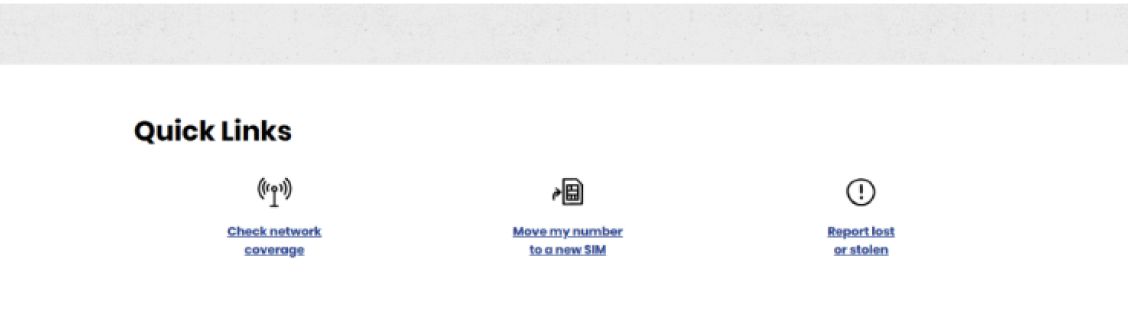 Quick Links
Check network
coverage
Move my number
to a new SIM
Report lost
or stolen